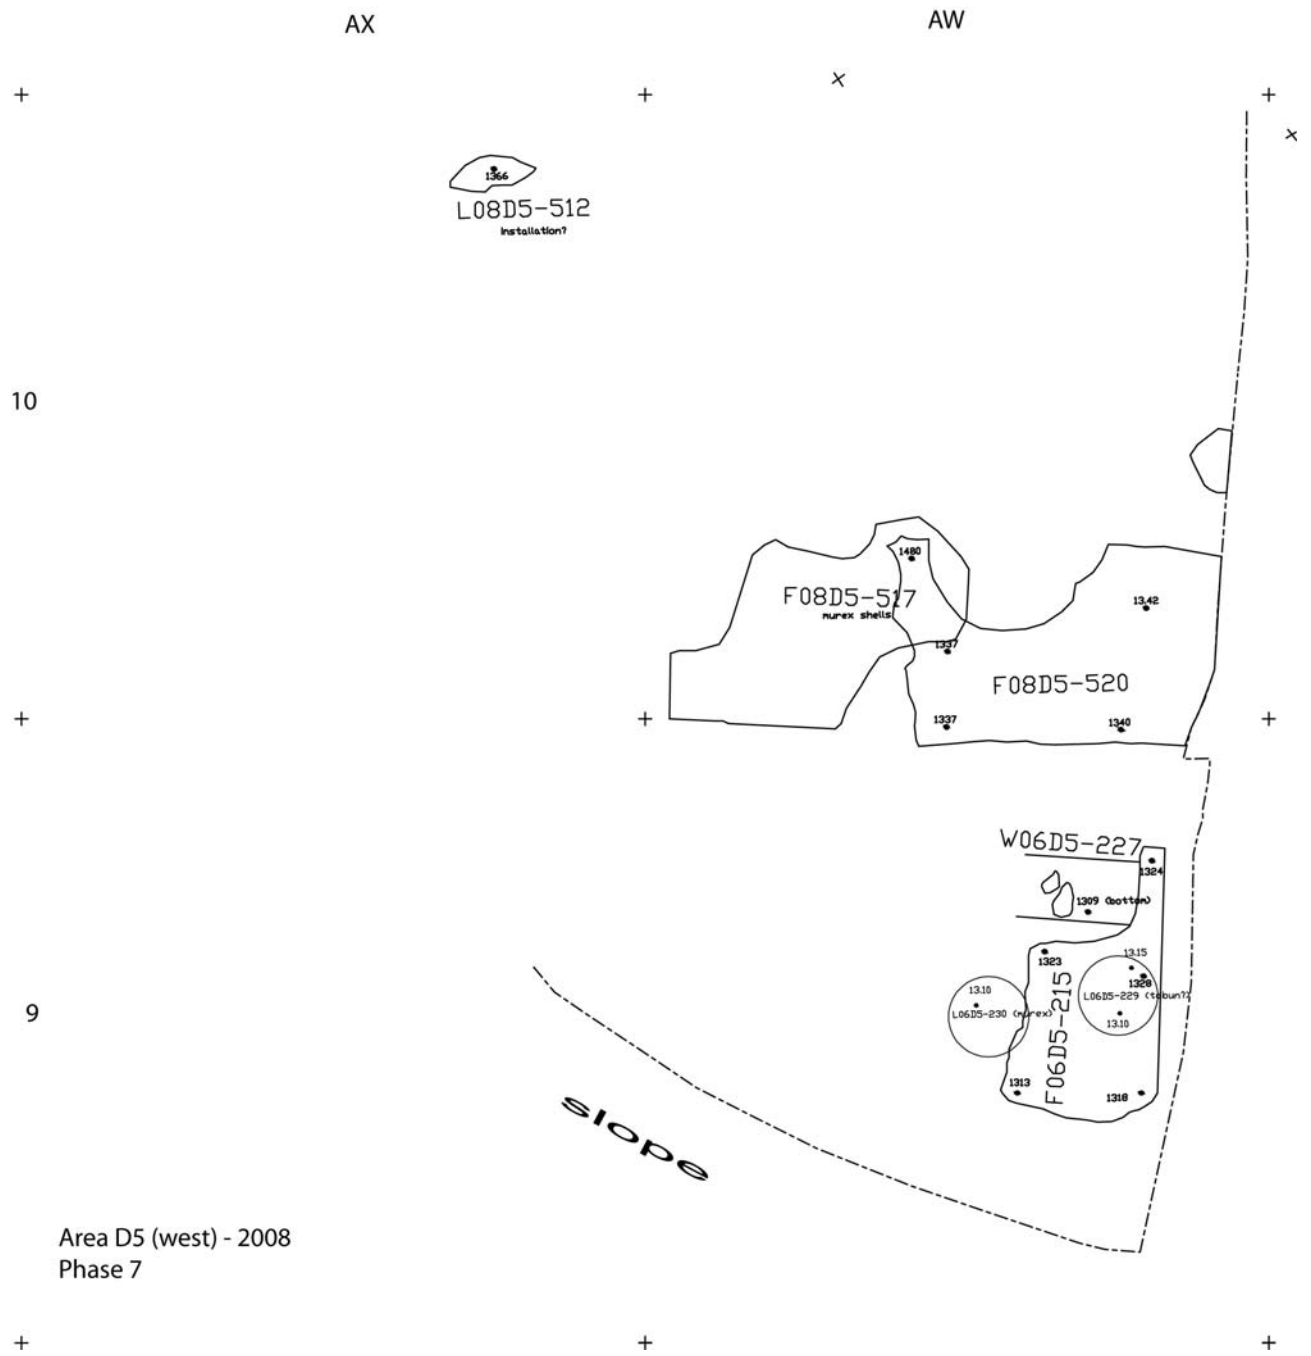 AX
AW
1366
L08D5-512
installation?
10
1480
F08D5-517
murex shells
13.42
1337
F08D5-520
1337
1340
W06D5-227
1324
1309 (bottom)
1323
13.15
1328
L06D5-229 (tabun??)
13.10
13.10
L06D5-230 (murex)
F06D5-215
9
1313
1318
slope
Area D5 (west) - 2008
Phase 7